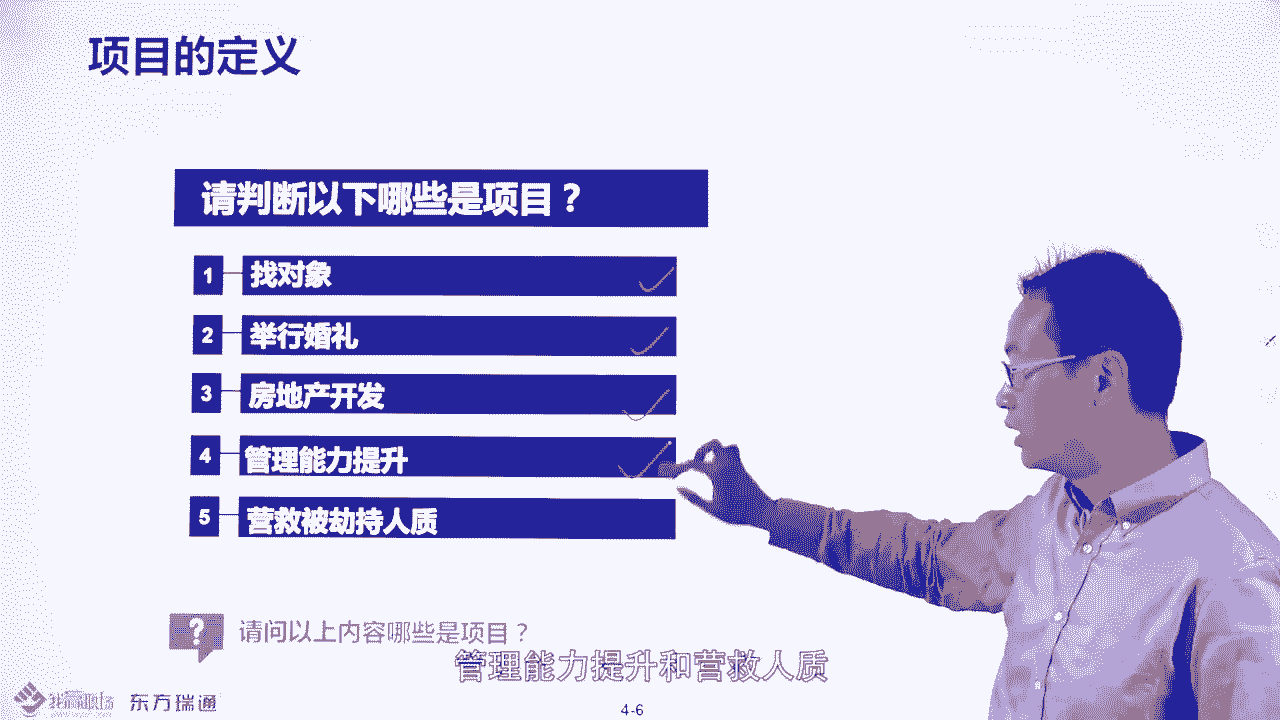 项目的定义
请判断以下哪些是项目？
1 找对象
2 举行婚礼
3 房地产开发
4 管理能力提升
5 营救被劫持人质
? 请问以上内容哪些是项目？
管理能力提升和营救人质
东方瑞通
4-6